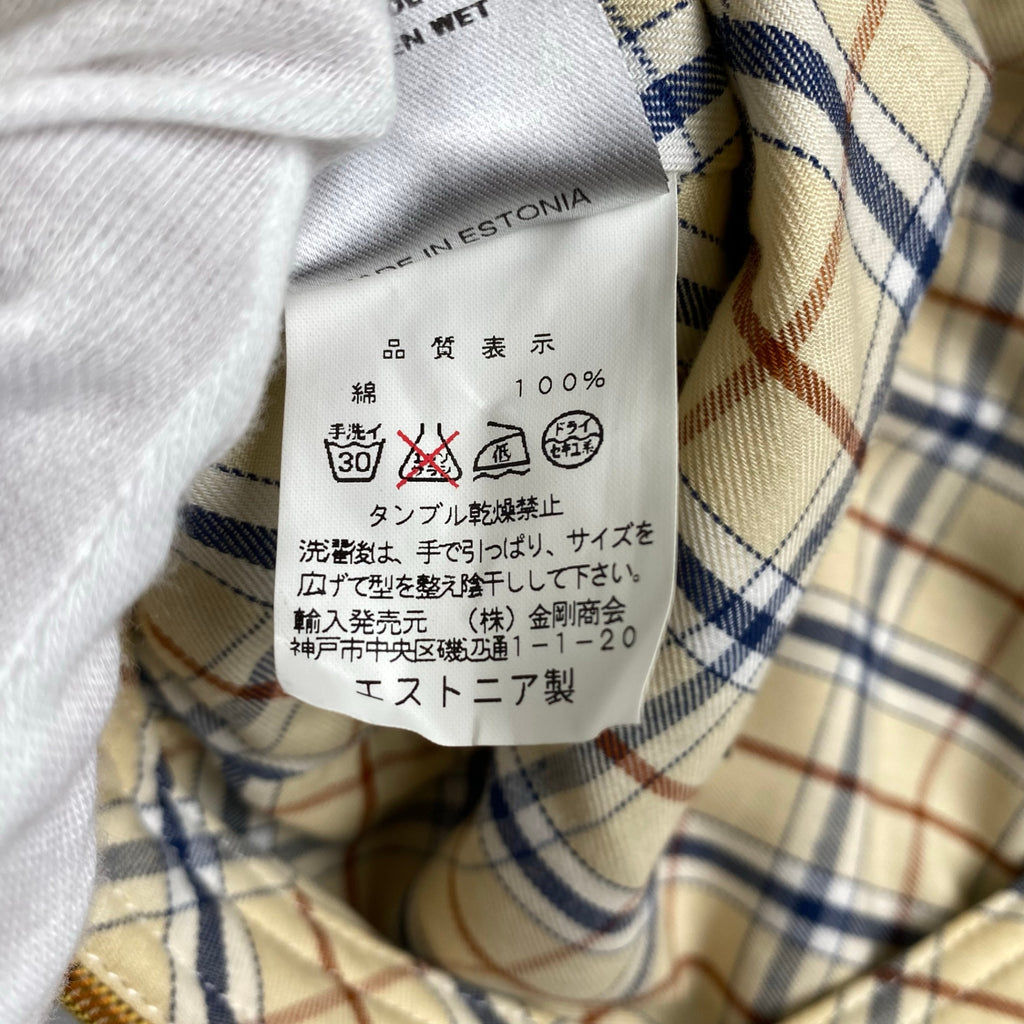 EN WET
MADE IN ESTONIA
品質表示
綿 100%
手洗イ 30 低 ドライ セキユ系
タンブル乾燥禁止
洗濯後は、手で引っぱり、サイズを
広げて型を整え陰干しして下さい。
輸入発売元 (株)金剛商会
神戸市中央区磯辺通1-1-20
エストニア製